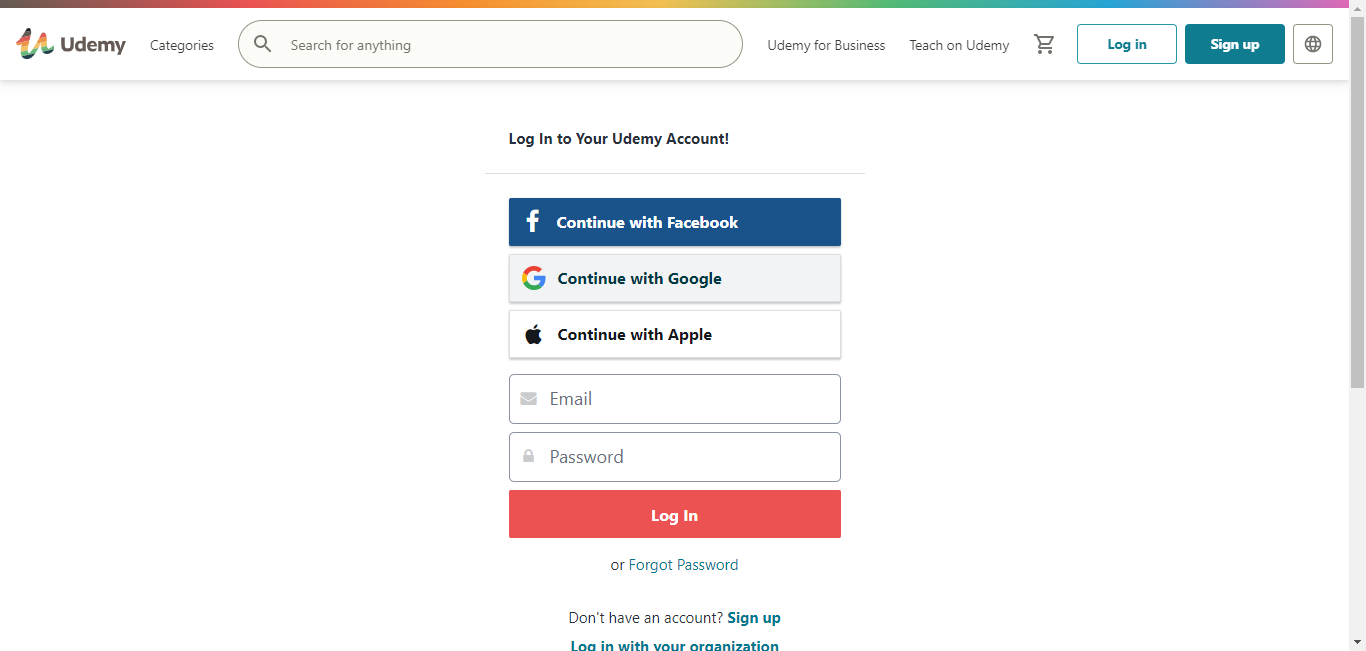 Udemy
Categories
Search for anything
Udemy for Business
Teach on Udemy
Log in
Sign up
Log In to Your Udemy Account!
Continue with Facebook
Continue with Google
Continue with Apple
Email
Password
Log In
or Forgot Password
Don't have an account? Sign up
Log in with your organization